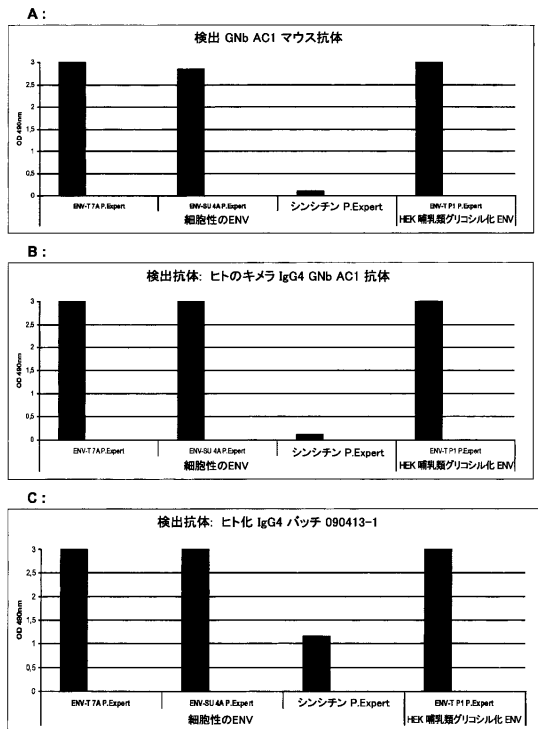 A :
検出 GNb AC1 マウス抗体
3
2,5
2
1,5
1
0,5
0
OD 490nm
ENV-T 7A P.Expert
ENV-SU 4A P.Expert
シンシチン P.Expert
ENV-T P1 P.Expert
細胞性のENV
HEK 哺乳類グリコシル化 ENV
B :
検出抗体: ヒトのキメラ IgG4 GNb AC1 抗体
3
2,5
2
1,5
1
0,5
0
OD 490nm
ENV-T 7A P.Expert
ENV-SU 4A P.Expert
シンシチン P.Expert
ENV-T P1 P.Expert
細胞性のENV
HEK 哺乳類グリコシル化 ENV
C :
検出抗体: ヒト化 IgG4 バッチ 090413-1
3
2,5
2
1,5
1
0,5
0
OD 490nm
ENV-T 7A P.Expert
ENV-SU 4A P.Expert
シンシチン P.Expert
ENV-T P1 P.Expert
細胞性のENV
HEK 哺乳類グリコシル化 ENV